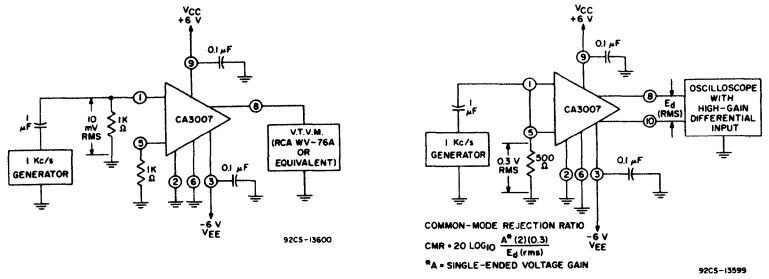 VCC
+6 V
9
0.1 µF
1
CA3007
8
1
µF
10
mV
RMS
1K
Ω
5
V.T.V.M.
(RCA WV-76A
OR
EQUIVALENT)
1 Kc/s
GENERATOR
1K
Ω
2
6
3
0.1
µF
-6 V
VEE
92CS-13600
VCC
+6 V
9
0.1 µF
1
CA3007
8
Ed
(RMS)
10
OSCILLOSCOPE
WITH
HIGH-GAIN
DIFFERENTIAL
INPUT
1
µF
5
1 Kc/s
GENERATOR
0.3 V
RMS
500
Ω
2
6
3
0.1 µF
-6 V
VEE
COMMON-MODE REJECTION RATIO
CMR = 20 LOG10 A* (2)(0.3) / Ed (rms)
*A = SINGLE-ENDED VOLTAGE GAIN
92CS-13599